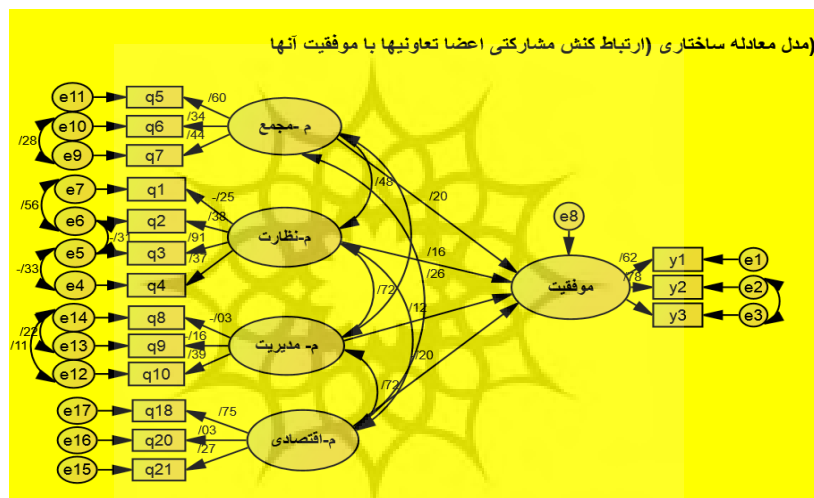 (مدل معادله ساختاری (ارتباط کنش مشارکتی اعضا تعاونیها با موفقیت آنها
e11
q5
/60
e10
q6
/34
/28
e9
q7
/44
م -مجمع
/48
/20
e7
q1
-/25
/56
e6
q2
/38
-/31
e5
q3
/91
-/33
e4
q4
/37
م-نظارت
/16
/26
/72
e8
موفقیت
/62
y1
e1
/78
y2
e2
y3
e3
e14
q8
-/03
/22
e13
q9
-/16
/11
e12
q10
/39
م- مدیریت
/12
/20
/72
e17
q18
/75
e16
q20
/03
e15
q21
/27
م-اقتصادی